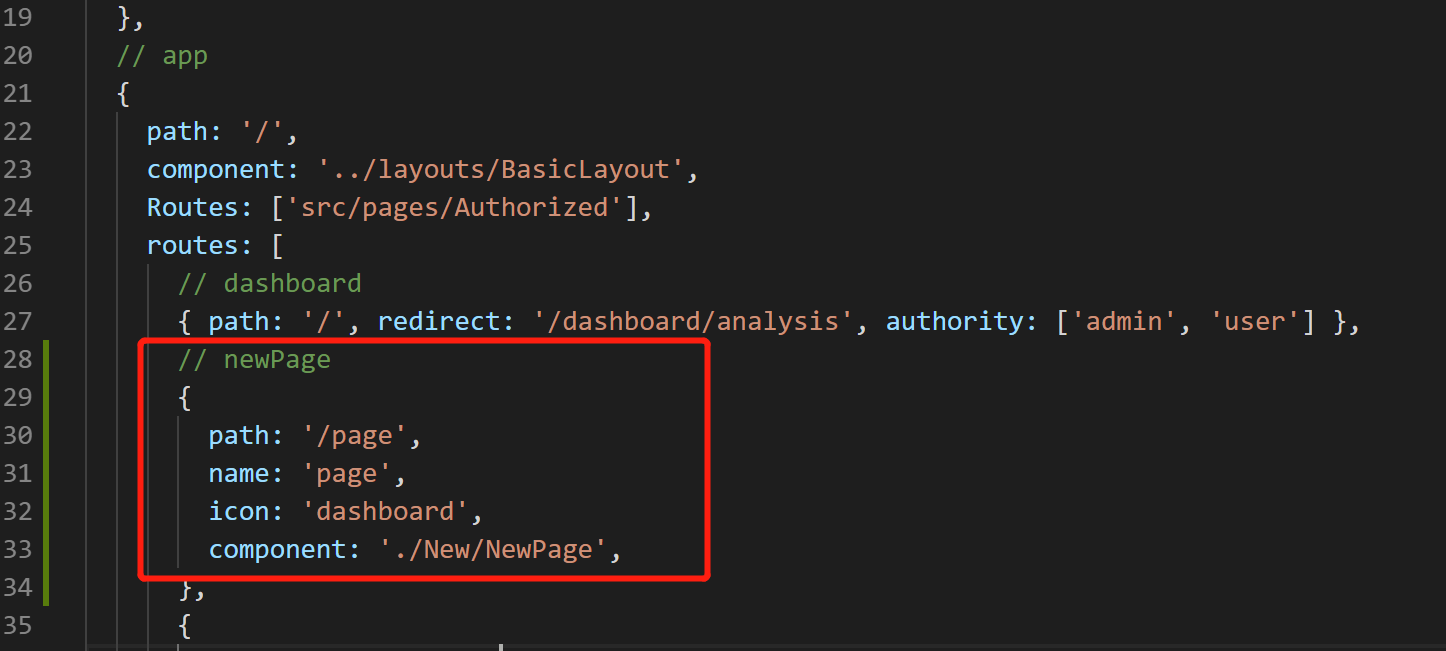 19 },
20 // app
21 {
22 path: '/',
23 component: '../layouts/BasicLayout',
24 Routes: ['src/pages/Authorized'],
25 routes: [
26 // dashboard
27 { path: '/', redirect: '/dashboard/analysis', authority: ['admin', 'user'] },
28 // newPage
29 {
30 path: '/page',
31 name: 'page',
32 icon: 'dashboard',
33 component: './New/NewPage',
34 },
35 {